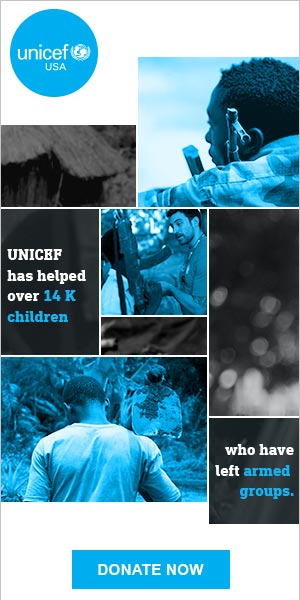 unicef
USA
UNICEF
has helped
over 14 K
children
who have
left armed
groups.
DONATE NOW